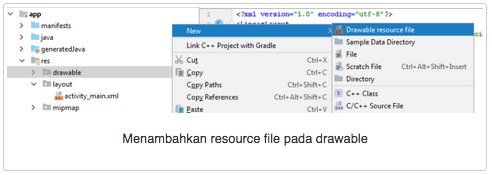 app
manifests
java
generatedJava
res
drawable
layout
activity_main.xml
mipmap
<?xml version="1.0" encoding="utf-8"?>
New
Link C++ Project with Gradle
Cut Ctrl+X
Copy Ctrl+C
Copy Paths Ctrl+Shift+C
Copy References Ctrl+Alt+Shift+C
Paste Ctrl+V
Drawable resource file
Sample Data Directory
File
Scratch File Ctrl+Alt+Shift+Insert
Directory
C++ Class
C/C++ Source File
Menambahkan resource file pada drawable